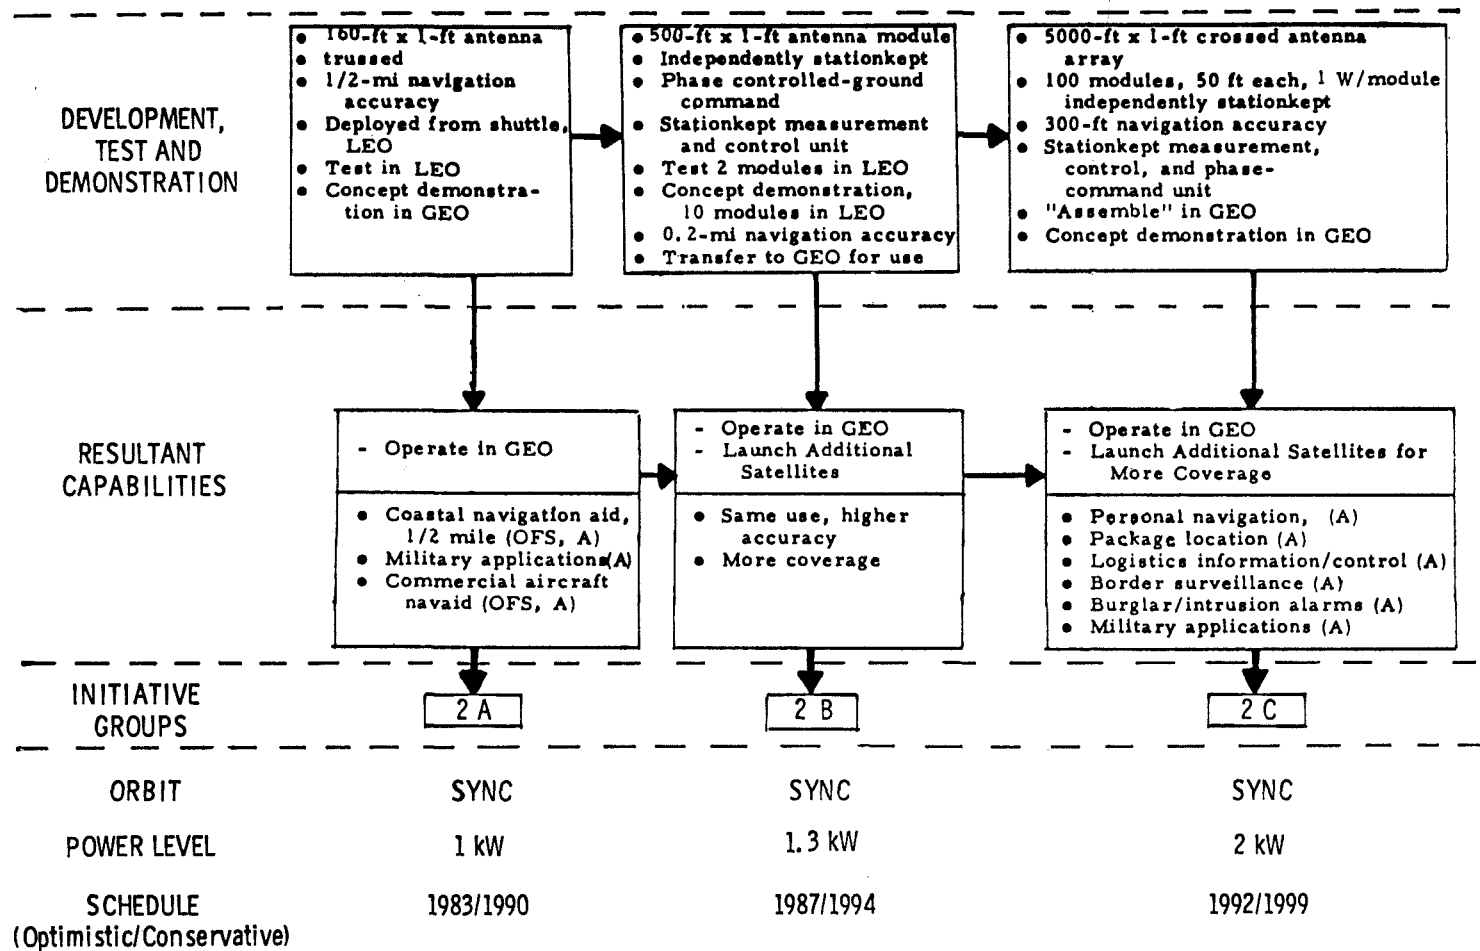 DEVELOPMENT,
TEST AND
DEMONSTRATION
• 160-ft x 1-ft antenna
• trussed
• 1/2-mi navigation
accuracy
• Deployed from shuttle,
LEO
• Test in LEO
• Concept demonstra-
tion in GEO
• 500-ft x 1-ft antenna module
• Independently stationkept
• Phase controlled-ground
command
• Stationkept measurement
and control unit
• Test 2 modules in LEO
• Concept demonstration,
10 modules in LEO
• 0.2-mi navigation accuracy
• Transfer to GEO for use
• 5000-ft x 1-ft crossed antenna
array
• 100 modules, 50 ft each, 1 W/module
independently stationkept
• 300-ft navigation accuracy
• Stationkept measurement,
control, and phase-
command unit
• "Assemble" in GEO
• Concept demonstration in GEO
RESULTANT
CAPABILITIES
- Operate in GEO
• Coastal navigation aid,
1/2 mile (OFS, A)
• Military applications(A)
• Commercial aircraft
navaid (OFS, A)
- Operate in GEO
- Launch Additional
Satellites
• Same use, higher
accuracy
• More coverage
- Operate in GEO
- Launch Additional Satellites for
More Coverage
• Personal navigation, (A)
• Package location (A)
• Logistics information/control (A)
• Border surveillance (A)
• Burglar/intrusion alarms (A)
• Military applications (A)
INITIATIVE
GROUPS
2 A
2 B
2 C
ORBIT
SYNC
SYNC
SYNC
POWER LEVEL
1 kW
1.3 kW
2 kW
SCHEDULE
(Optimistic/Conservative)
1983/1990
1987/1994
1992/1999